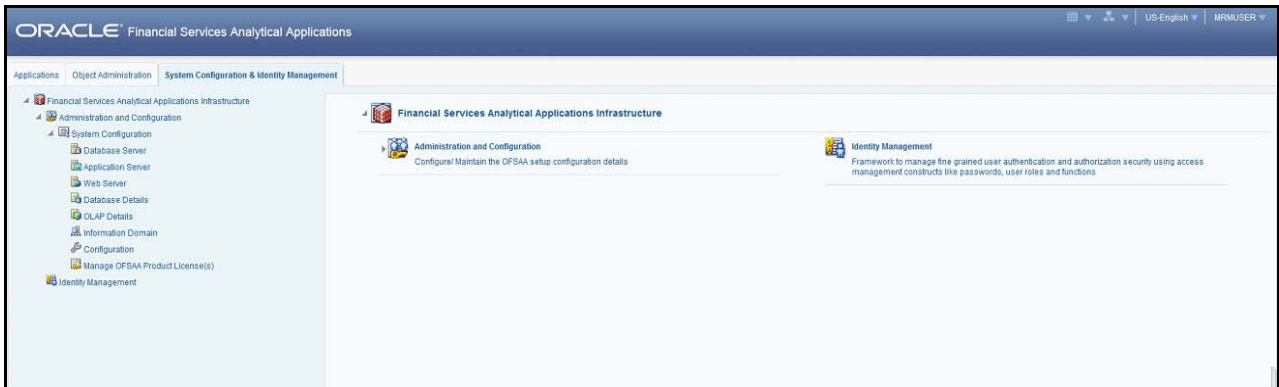 ORACLE Financial Services Analytical Applications
US-English
MRMUSER
Applications
Object Administration
System Configuration & Identity Management
Financial Services Analytical Applications Infrastructure
Administration and Configuration
System Configuration
Database Server
Application Server
Web Server
Database Details
OLAP Details
Information Domain
Configuration
Manage OFSAA Product License(s)
Identity Management
Financial Services Analytical Applications Infrastructure
Administration and Configuration
Configure/ Maintain the OFSAA setup configuration details
Identity Management
Framework to manage fine grained user authentication and authorization security using access
management constructs like passwords, user roles and functions